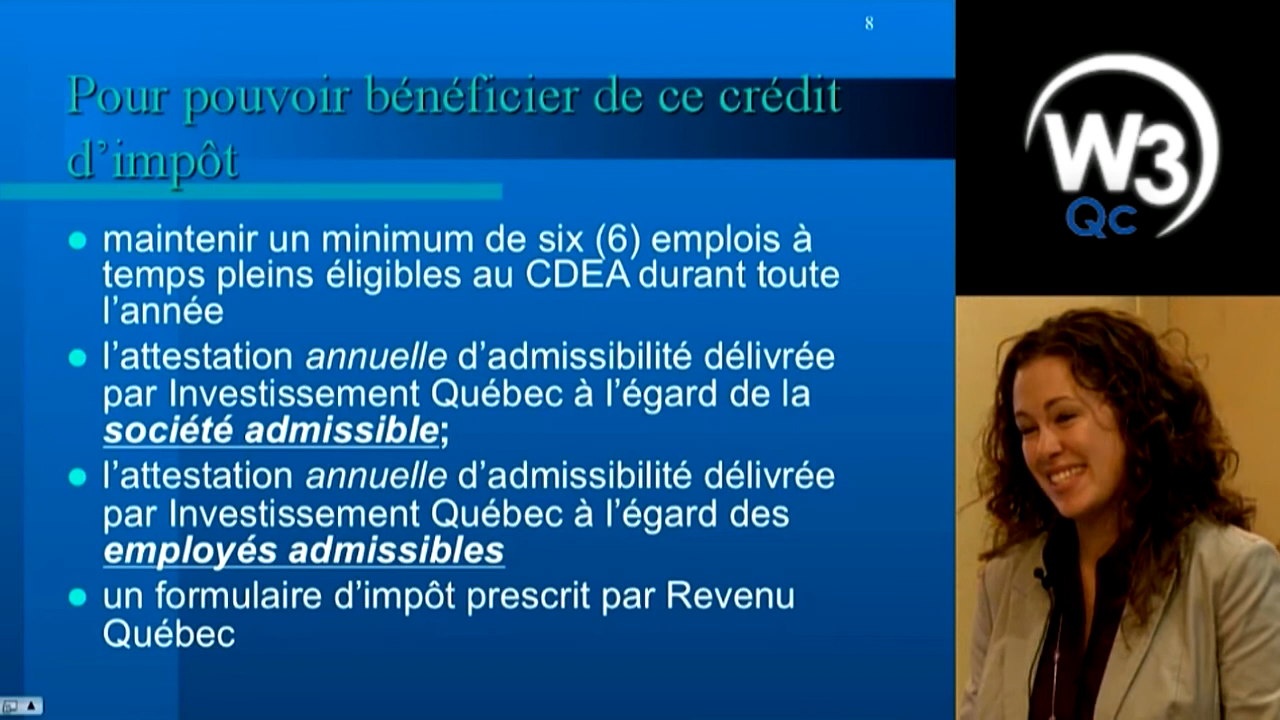 8
Pour pouvoir bénéficier de ce crédit
d’impôt
maintenir un minimum de six (6) emplois à
temps pleins éligibles au CDEA durant toute
l’année
l’attestation annuelle d’admissibilité délivrée
par Investissement Québec à l’égard de la
société admissible;
l’attestation annuelle d’admissibilité délivrée
par Investissement Québec à l’égard des
employés admissibles
un formulaire d’impôt prescrit par Revenu
Québec
W3
Qc